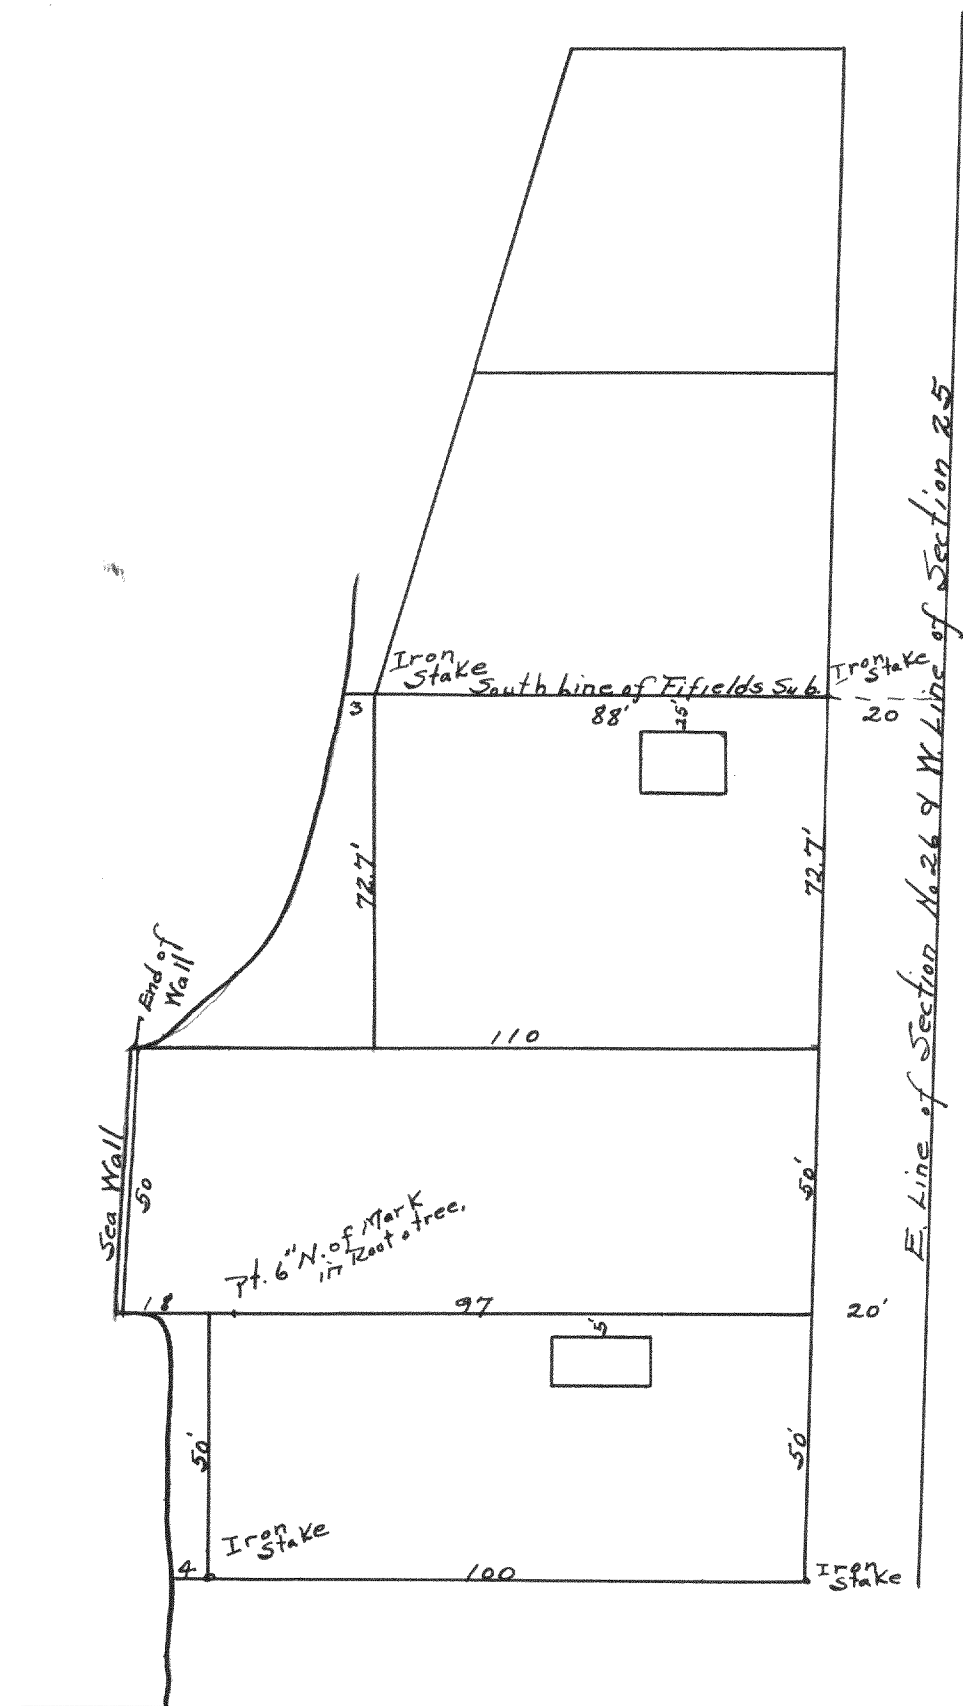 Iron
Stake
South Line of Fifields Sub.
Iron
Stake
3
88'
20
72.7'
72.7'
E. Line of Section No. 26 & W. Line of Section 25
End of
Wall
110
Sea Wall
50
50'
Pt. 6" N. of Mark
in Root of tree.
18
97
20'
5'
50'
50'
Iron
Stake
4
100
Iron
Stake